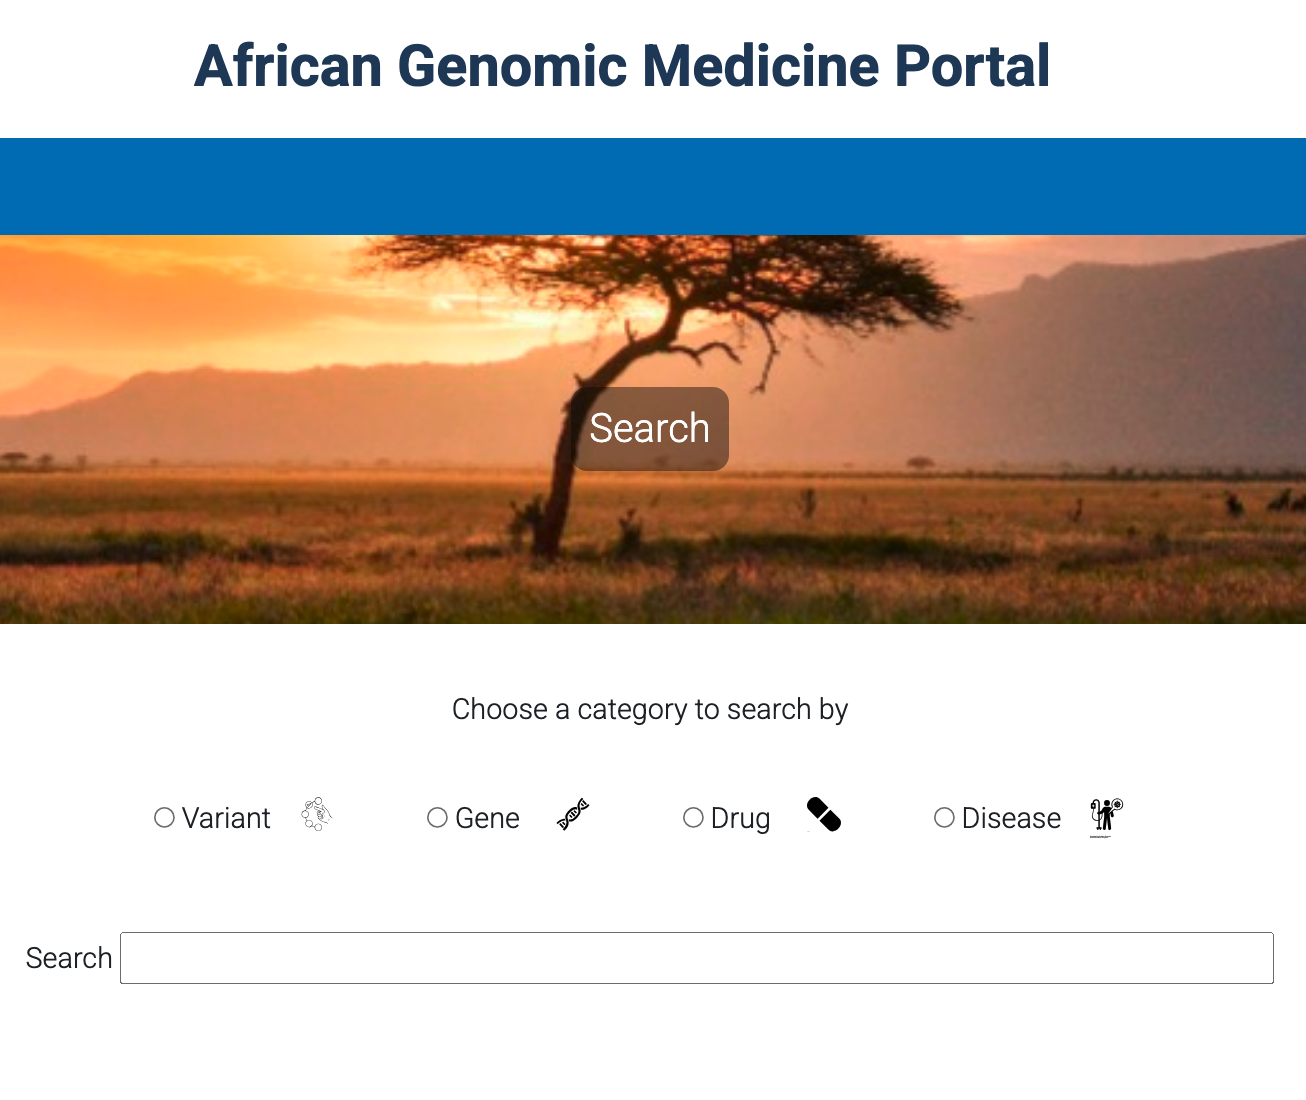 African Genomic Medicine Portal
Search
Choose a category to search by
Variant Gene Drug Disease
Search